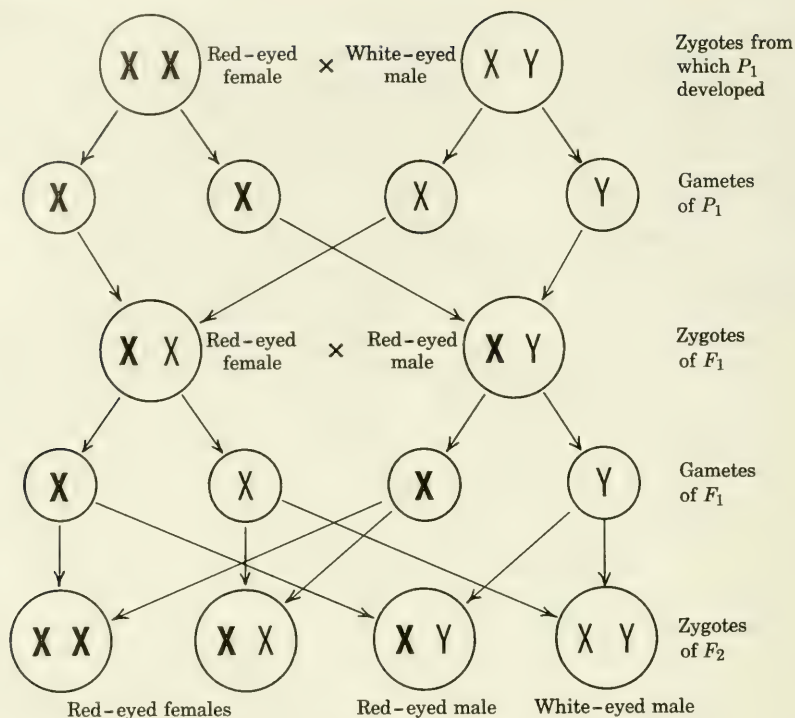 X X
Red-eyed
female
×
White-eyed
male
X Y
Zygotes from
which P₁
developed
X
X
X
Y
Gametes
of P₁
X X
Red-eyed
female
×
Red-eyed
male
X Y
Zygotes
of F₁
X
X
X
Y
Gametes
of F₁
X X
X X
X Y
X Y
Zygotes
of F₂
Red-eyed females
Red-eyed male
White-eyed male